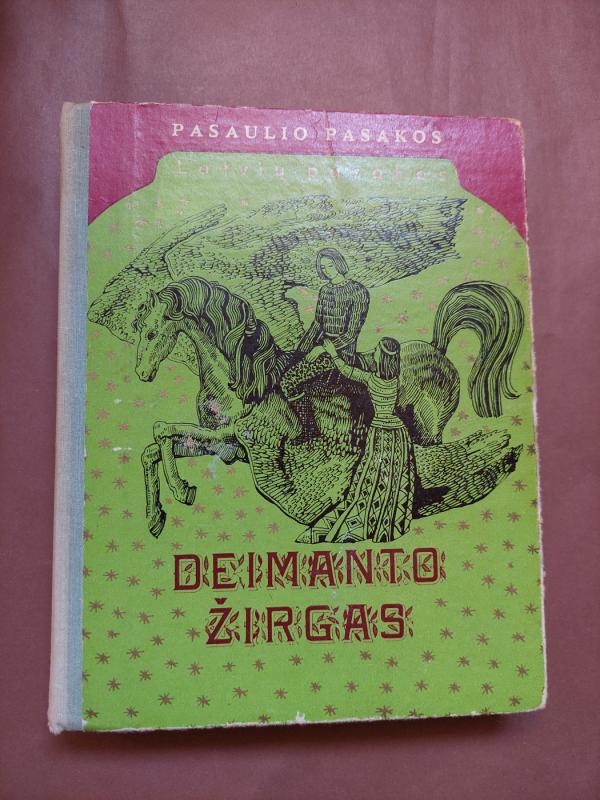 PASAULIO PASAKOS
Latvių pasakos
DEIMANTO
ŽIRGAS